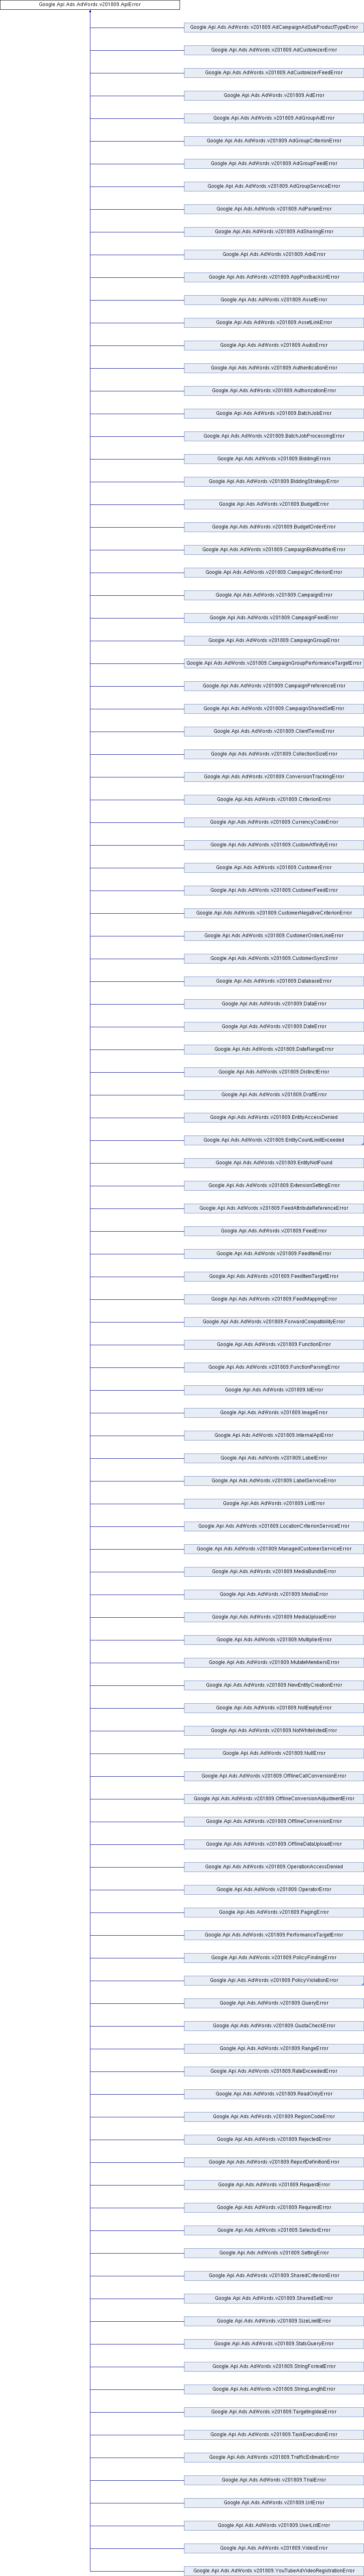 Google.Api.Ads.AdWords.v201809.ApiError
Google.Api.Ads.AdWords.v201809.AdCampaignAdSubProductTypeError
Google.Api.Ads.AdWords.v201809.AdCustomizerError
Google.Api.Ads.AdWords.v201809.AdCustomizerFeedError
Google.Api.Ads.AdWords.v201809.AdError
Google.Api.Ads.AdWords.v201809.AdGroupAdError
Google.Api.Ads.AdWords.v201809.AdGroupCriterionError
Google.Api.Ads.AdWords.v201809.AdGroupFeedError
Google.Api.Ads.AdWords.v201809.AdGroupServiceError
Google.Api.Ads.AdWords.v201809.AdParamError
Google.Api.Ads.AdWords.v201809.AdSharingError
Google.Api.Ads.AdWords.v201809.AdxError
Google.Api.Ads.AdWords.v201809.AppPostbackUrlError
Google.Api.Ads.AdWords.v201809.AssetError
Google.Api.Ads.AdWords.v201809.AssetLinkError
Google.Api.Ads.AdWords.v201809.AudioError
Google.Api.Ads.AdWords.v201809.AuthenticationError
Google.Api.Ads.AdWords.v201809.AuthorizationError
Google.Api.Ads.AdWords.v201809.BatchJobError
Google.Api.Ads.AdWords.v201809.BatchJobProcessingError
Google.Api.Ads.AdWords.v201809.BiddingErrors
Google.Api.Ads.AdWords.v201809.BiddingStrategyError
Google.Api.Ads.AdWords.v201809.BudgetError
Google.Api.Ads.AdWords.v201809.BudgetOrderError
Google.Api.Ads.AdWords.v201809.CampaignBidModifierError
Google.Api.Ads.AdWords.v201809.CampaignCriterionError
Google.Api.Ads.AdWords.v201809.CampaignError
Google.Api.Ads.AdWords.v201809.CampaignFeedError
Google.Api.Ads.AdWords.v201809.CampaignGroupError
Google.Api.Ads.AdWords.v201809.CampaignGroupPerformanceTargetError
Google.Api.Ads.AdWords.v201809.CampaignPreferenceError
Google.Api.Ads.AdWords.v201809.CampaignSharedSetError
Google.Api.Ads.AdWords.v201809.ClientTermsError
Google.Api.Ads.AdWords.v201809.CollectionSizeError
Google.Api.Ads.AdWords.v201809.ConversionTrackingError
Google.Api.Ads.AdWords.v201809.CriterionError
Google.Api.Ads.AdWords.v201809.CurrencyCodeError
Google.Api.Ads.AdWords.v201809.CustomAffinityError
Google.Api.Ads.AdWords.v201809.CustomerError
Google.Api.Ads.AdWords.v201809.CustomerFeedError
Google.Api.Ads.AdWords.v201809.CustomerNegativeCriterionError
Google.Api.Ads.AdWords.v201809.CustomerOrderLineError
Google.Api.Ads.AdWords.v201809.CustomerSyncError
Google.Api.Ads.AdWords.v201809.DatabaseError
Google.Api.Ads.AdWords.v201809.DataError
Google.Api.Ads.AdWords.v201809.DateError
Google.Api.Ads.AdWords.v201809.DateRangeError
Google.Api.Ads.AdWords.v201809.DistinctError
Google.Api.Ads.AdWords.v201809.DraftError
Google.Api.Ads.AdWords.v201809.EntityAccessDenied
Google.Api.Ads.AdWords.v201809.EntityCountLimitExceeded
Google.Api.Ads.AdWords.v201809.EntityNotFound
Google.Api.Ads.AdWords.v201809.ExtensionSettingError
Google.Api.Ads.AdWords.v201809.FeedAttributeReferenceError
Google.Api.Ads.AdWords.v201809.FeedError
Google.Api.Ads.AdWords.v201809.FeedItemError
Google.Api.Ads.AdWords.v201809.FeedItemTargetError
Google.Api.Ads.AdWords.v201809.FeedMappingError
Google.Api.Ads.AdWords.v201809.ForwardCompatibilityError
Google.Api.Ads.AdWords.v201809.FunctionError
Google.Api.Ads.AdWords.v201809.FunctionParsingError
Google.Api.Ads.AdWords.v201809.IdError
Google.Api.Ads.AdWords.v201809.ImageError
Google.Api.Ads.AdWords.v201809.InternalApiError
Google.Api.Ads.AdWords.v201809.LabelError
Google.Api.Ads.AdWords.v201809.LabelServiceError
Google.Api.Ads.AdWords.v201809.ListError
Google.Api.Ads.AdWords.v201809.LocationCriterionServiceError
Google.Api.Ads.AdWords.v201809.ManagedCustomerServiceError
Google.Api.Ads.AdWords.v201809.MediaBundleError
Google.Api.Ads.AdWords.v201809.MediaError
Google.Api.Ads.AdWords.v201809.MediaUploadError
Google.Api.Ads.AdWords.v201809.MultiplierError
Google.Api.Ads.AdWords.v201809.MutateMembersError
Google.Api.Ads.AdWords.v201809.NewEntityCreationError
Google.Api.Ads.AdWords.v201809.NotEmptyError
Google.Api.Ads.AdWords.v201809.NotWhitelistedError
Google.Api.Ads.AdWords.v201809.NullError
Google.Api.Ads.AdWords.v201809.OfflineCallConversionError
Google.Api.Ads.AdWords.v201809.OfflineConversionAdjustmentError
Google.Api.Ads.AdWords.v201809.OfflineConversionError
Google.Api.Ads.AdWords.v201809.OfflineDataUploadError
Google.Api.Ads.AdWords.v201809.OperationAccessDenied
Google.Api.Ads.AdWords.v201809.OperatorError
Google.Api.Ads.AdWords.v201809.PagingError
Google.Api.Ads.AdWords.v201809.PerformanceTargetError
Google.Api.Ads.AdWords.v201809.PolicyFindingError
Google.Api.Ads.AdWords.v201809.PolicyViolationError
Google.Api.Ads.AdWords.v201809.QueryError
Google.Api.Ads.AdWords.v201809.QuotaCheckError
Google.Api.Ads.AdWords.v201809.RangeError
Google.Api.Ads.AdWords.v201809.RateExceededError
Google.Api.Ads.AdWords.v201809.ReadOnlyError
Google.Api.Ads.AdWords.v201809.RegionCodeError
Google.Api.Ads.AdWords.v201809.RejectedError
Google.Api.Ads.AdWords.v201809.ReportDefinitionError
Google.Api.Ads.AdWords.v201809.RequestError
Google.Api.Ads.AdWords.v201809.RequiredError
Google.Api.Ads.AdWords.v201809.SelectorError
Google.Api.Ads.AdWords.v201809.SettingError
Google.Api.Ads.AdWords.v201809.SharedCriterionError
Google.Api.Ads.AdWords.v201809.SharedSetError
Google.Api.Ads.AdWords.v201809.SizeLimitError
Google.Api.Ads.AdWords.v201809.StatsQueryError
Google.Api.Ads.AdWords.v201809.StringFormatError
Google.Api.Ads.AdWords.v201809.StringLengthError
Google.Api.Ads.AdWords.v201809.TargetingIdeaError
Google.Api.Ads.AdWords.v201809.TaskExecutionError
Google.Api.Ads.AdWords.v201809.TrafficEstimatorError
Google.Api.Ads.AdWords.v201809.TrialError
Google.Api.Ads.AdWords.v201809.UrlError
Google.Api.Ads.AdWords.v201809.UserListError
Google.Api.Ads.AdWords.v201809.VideoError
Google.Api.Ads.AdWords.v201809.YouTubeAdVideoRegistrationError